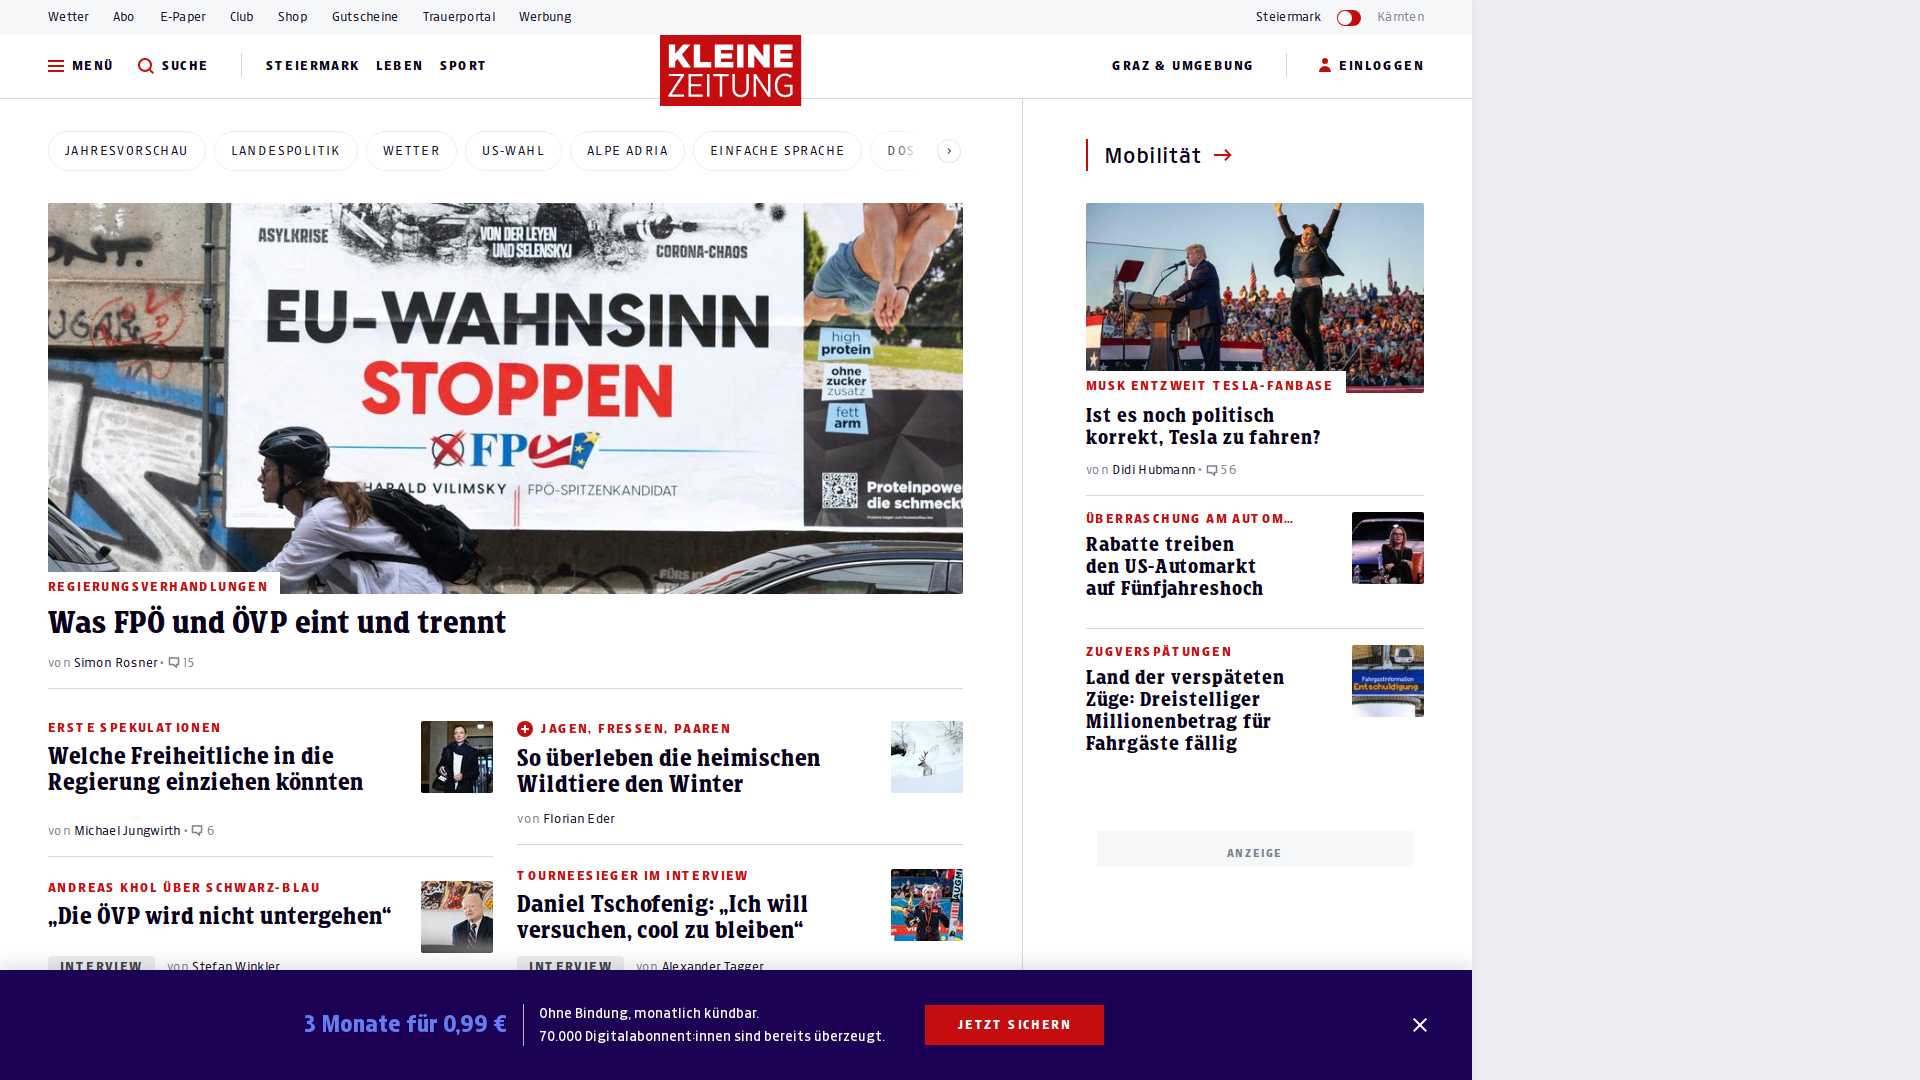 Wetter Abo E-Paper Club Shop Gutscheine Trauerportal Werbung Steiermark Kärnten
MENÜ SUCHE STEIERMARK LEBEN SPORT
KLEINE
ZEITUNG
GRAZ & UMGEBUNG EINLOGGEN
JAHRESVORSCHAU LANDESPOLITIK WETTER US-WAHL ALPE ADRIA EINFACHE SPRACHE DOS
ASYLKRISE
VON DER LEYEN
UND SELENSKYJ
CORONA-CHAOS
EU-WAHNSINN
STOPPEN
FPÖ
HARALD VILIMSKY FPÖ-SPITZENKANDIDAT
high
protein
ohne
zucker
zusatz
fett
arm
Proteinpower
die schmeckt
REGIERUNGSVERHANDLUNGEN
Was FPÖ und ÖVP eint und trennt
von Simon Rosner • 15
ERSTE SPEKULATIONEN
Welche Freiheitliche in die
Regierung einziehen könnten
von Michael Jungwirth • 6
ANDREAS KHOL ÜBER SCHWARZ-BLAU
„Die ÖVP wird nicht untergehen“
INTERVIEW von Stefan Winkler
JAGEN, FRESSEN, PAAREN
So überleben die heimischen
Wildtiere den Winter
von Florian Eder
TOURNEESIEGER IM INTERVIEW
Daniel Tschofenig: „Ich will
versuchen, cool zu bleiben“
INTERVIEW von Alexander Tagger
Mobilität
MUSK ENTZWEIT TESLA-FANBASE
Ist es noch politisch
korrekt, Tesla zu fahren?
von Didi Hubmann • 56
ÜBERRASCHUNG AM AUTOM...
Rabatte treiben
den US-Automarkt
auf Fünfjahreshoch
ZUGVERSPÄTUNGEN
Land der verspäteten
Züge: Dreistelliger
Millionenbetrag für
Fahrgäste fällig
Fahrgastinformation
Entschuldigung
ANZEIGE
3 Monate für 0,99 €
Ohne Bindung, monatlich kündbar.
70.000 Digitalabonnent:innen sind bereits überzeugt.
JETZT SICHERN